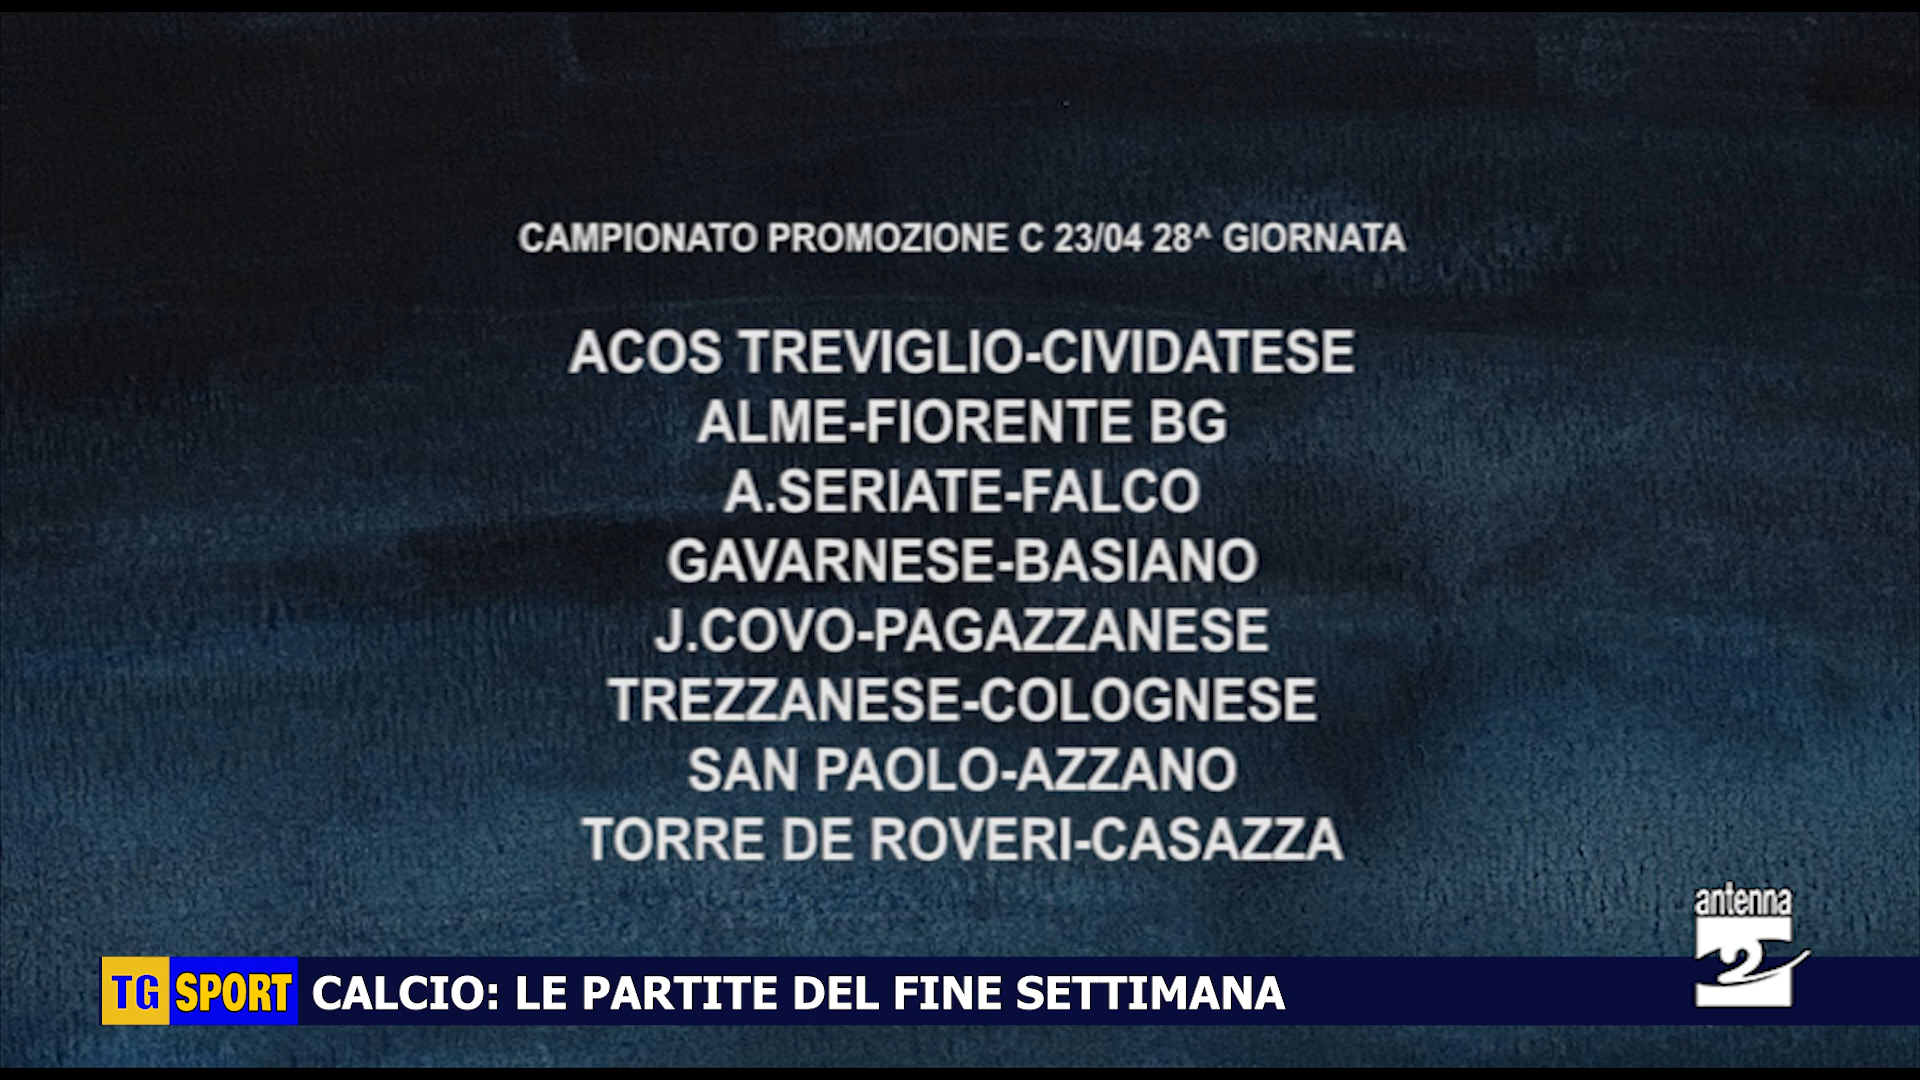 CAMPIONATO PROMOZIONE C 23/04 28^ GIORNATA
ACOS TREVIGLIO-CIVIDATESE
ALME-FIORENTE BG
A.SERIATE-FALCO
GAVARNESE-BASIANO
J.COVO-PAGAZZANESE
TREZZANESE-COLOGNESE
SAN PAOLO-AZZANO
TORRE DE ROVERI-CASAZZA
antenna
2
TG SPORT CALCIO: LE PARTITE DEL FINE SETTIMANA